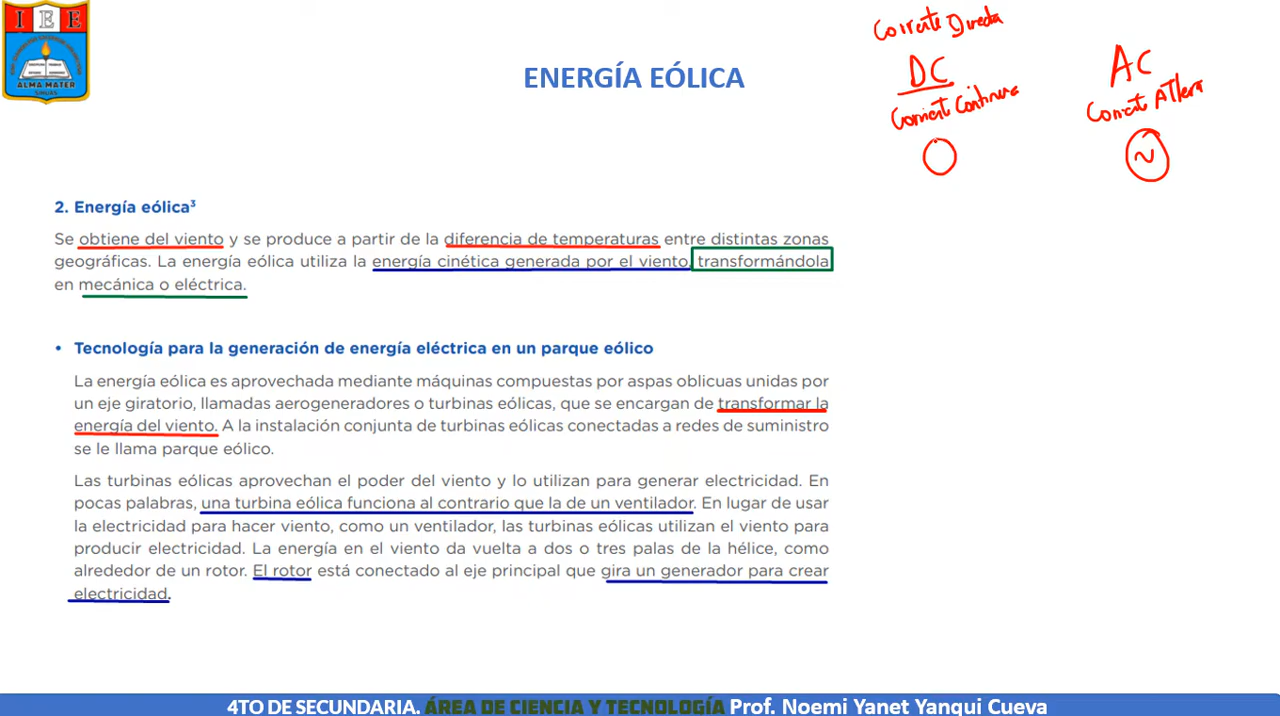 IEE
ALMA MATER
SIHUAS
ENERGÍA EÓLICA
Corriente Directa
DC
Corriente Continua
AC
Corriente Alterna
~
2. Energía eólica³
Se obtiene del viento y se produce a partir de la diferencia de temperaturas entre distintas zonas
geográficas. La energía eólica utiliza la energía cinética generada por el viento, transformándola
en mecánica o eléctrica.
• Tecnología para la generación de energía eléctrica en un parque eólico
La energía eólica es aprovechada mediante máquinas compuestas por aspas oblicuas unidas por
un eje giratorio, llamadas aerogeneradores o turbinas eólicas, que se encargan de transformar la
energía del viento. A la instalación conjunta de turbinas eólicas conectadas a redes de suministro
se le llama parque eólico.
Las turbinas eólicas aprovechan el poder del viento y lo utilizan para generar electricidad. En
pocas palabras, una turbina eólica funciona al contrario que la de un ventilador. En lugar de usar
la electricidad para hacer viento, como un ventilador, las turbinas eólicas utilizan el viento para
producir electricidad. La energía en el viento da vuelta a dos o tres palas de la hélice, como
alrededor de un rotor. El rotor está conectado al eje principal que gira un generador para crear
electricidad.
4TO DE SECUNDARIA. ÁREA DE CIENCIA Y TECNOLOGÍA Prof. Noemi Yanet Yanqui Cueva